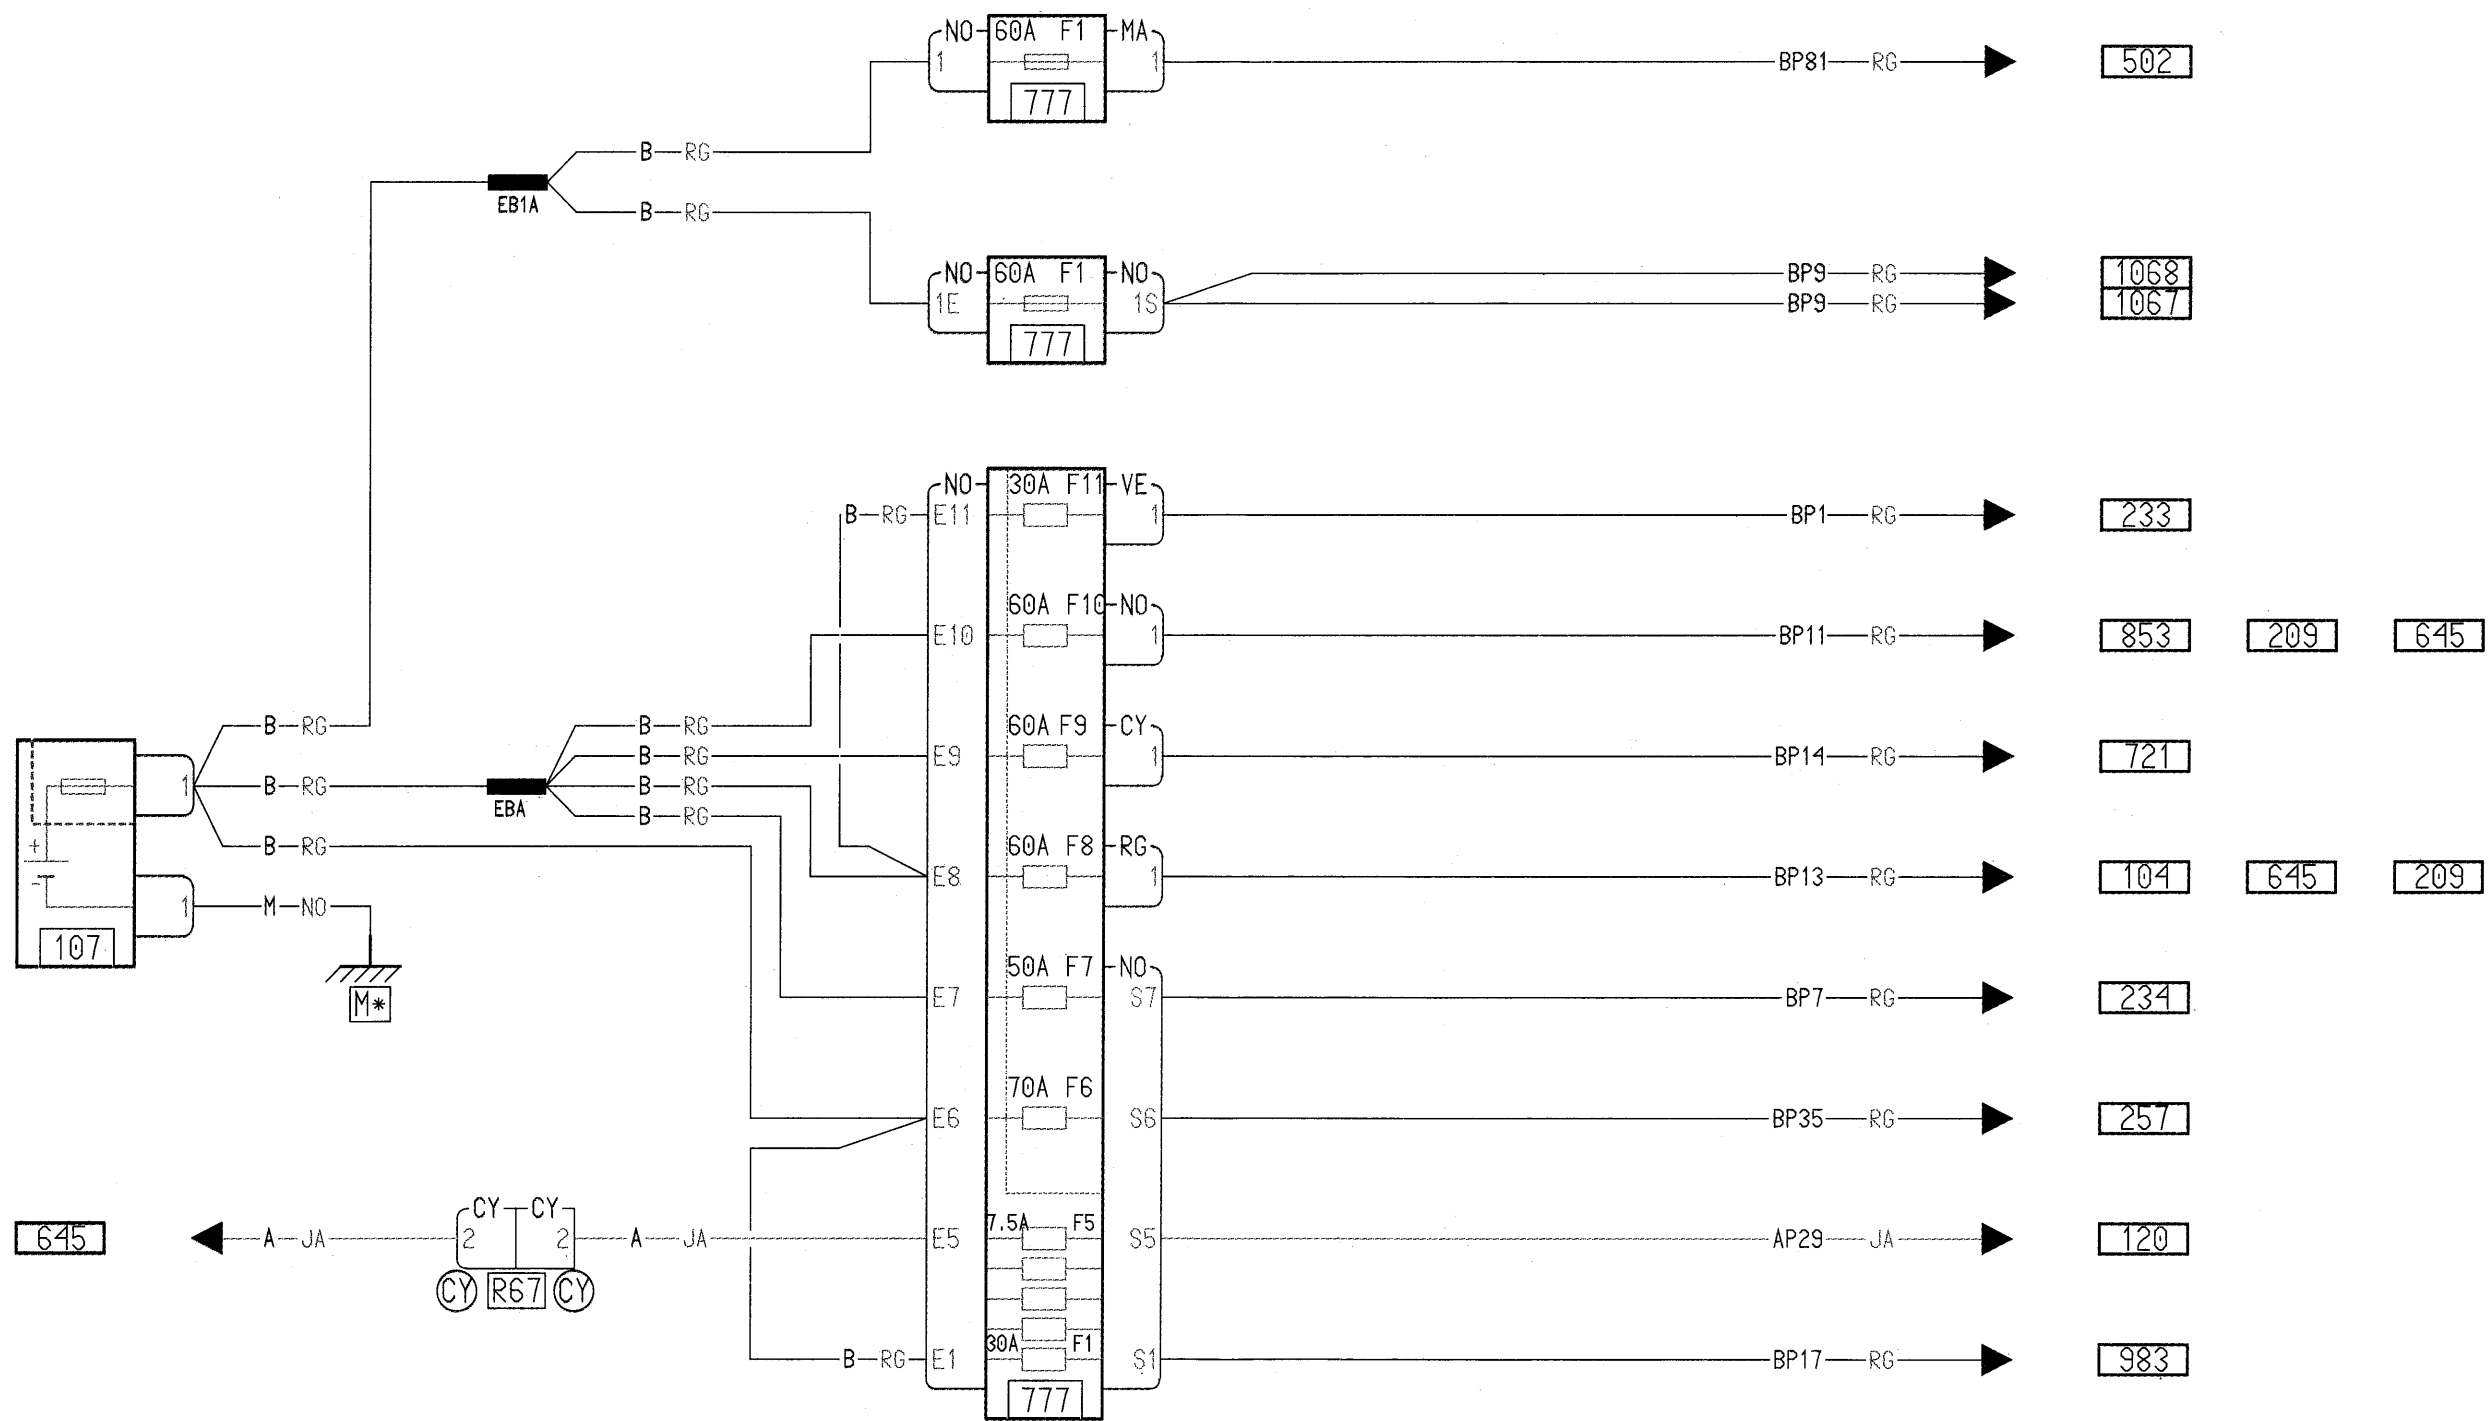 NO 60A F1 MA
1 1 BP81 RG 502
777
B RG
EB1A
B RG
NO 60A F1 NO BP9 RG 1068
1E 1S BP9 RG 1067
777
NO 30A F11 VE
B RG E11 1 BP1 RG 233
60A F10 NO
E10 1 BP11 RG 853 209 645
B RG B RG 60A F9 CY
B RG E9 1 BP14 RG 721
1 B RG B RG
EBA B RG
+ B RG 60A F8 RG
E8 1 BP13 RG 104 645 209
-
1 M NO
107
50A F7 NO
M* E7 S7 BP7 RG 234
70A F6
E6 S6 BP35 RG 257
CY CY 7.5A F5
645 A JA 2 2 A JA E5 S5 AP29 JA 120
CY R67 CY
30A F1
B RG E1 S1 BP17 RG 983
777